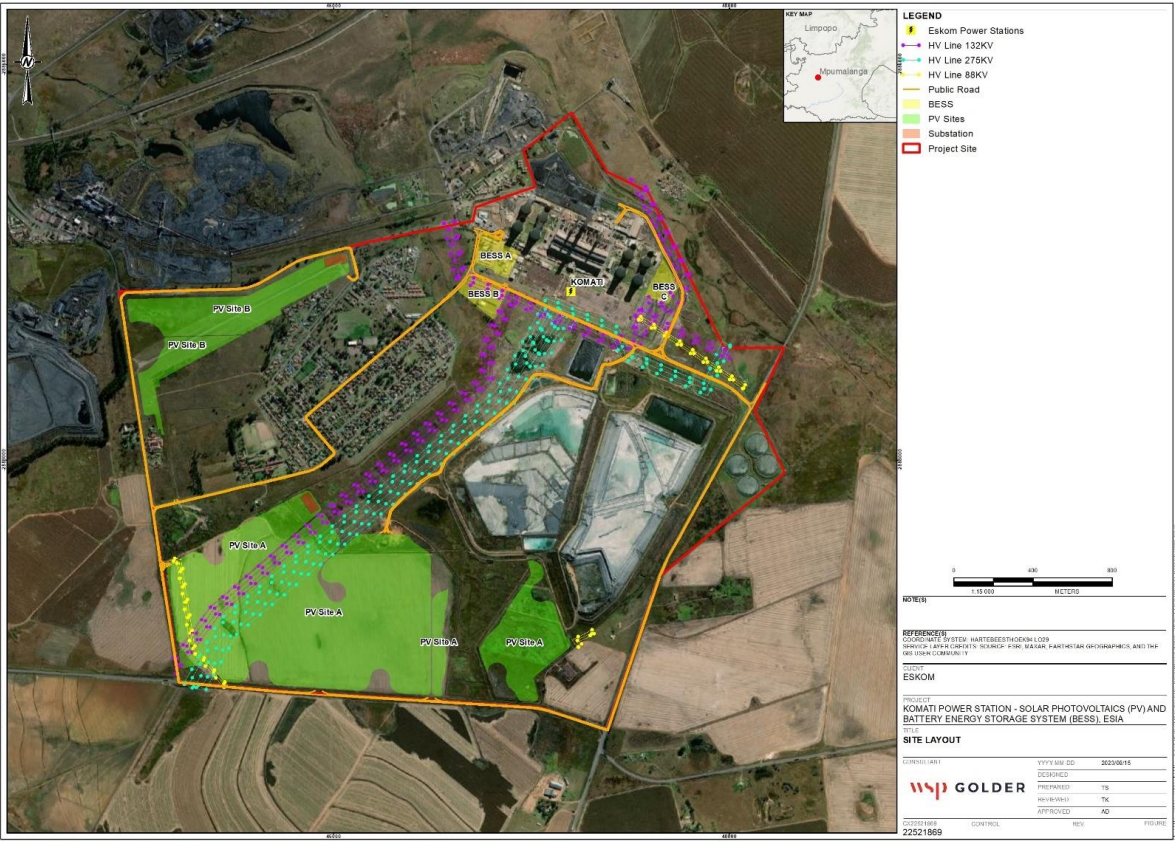 KEY MAP
Limpopo
Mpumalanga
N
BESS A
BESS B
KOMATI
BESS
C
PV Site B
PV Site B
PV Site A
PV Site A
PV Site A
PV Site A
LEGEND
Eskom Power Stations
HV Line 132KV
HV Line 275KV
HV Line 88KV
Public Road
BESS
PV Sites
Substation
Project Site
0 400 800
1:15 000 METERS
NOTE(S)
REFERENCE(S)
COORDINATE SYSTEM: HARTEBEESTHOEK94 LO29
SERVICE LAYER CREDITS: SOURCE: ESRI, MAXAR, EARTHSTAR GEOGRAPHICS, AND THE
GIS USER COMMUNITY
CLIENT
ESKOM
PROJECT
KOMATI POWER STATION - SOLAR PHOTOVOLTAICS (PV) AND
BATTERY ENERGY STORAGE SYSTEM (BESS), ESIA
TITLE
SITE LAYOUT
CONSULTANT
YYYY-MM-DD
DESIGNED
PREPARED TS
REVIEWED TK
APPROVED AD
wsp GOLDER
CONTROL REV. FIGURE
22521869